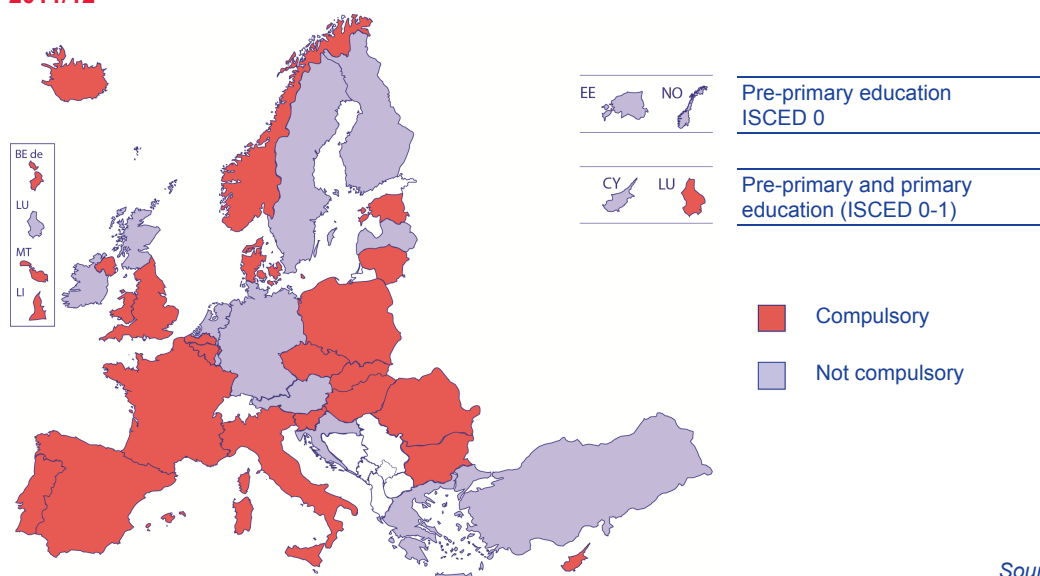 BE de
LU
MT
LI
EE NO
Pre-primary education
ISCED 0
CY LU
Pre-primary and primary
education (ISCED 0-1)
Compulsory
Not compulsory